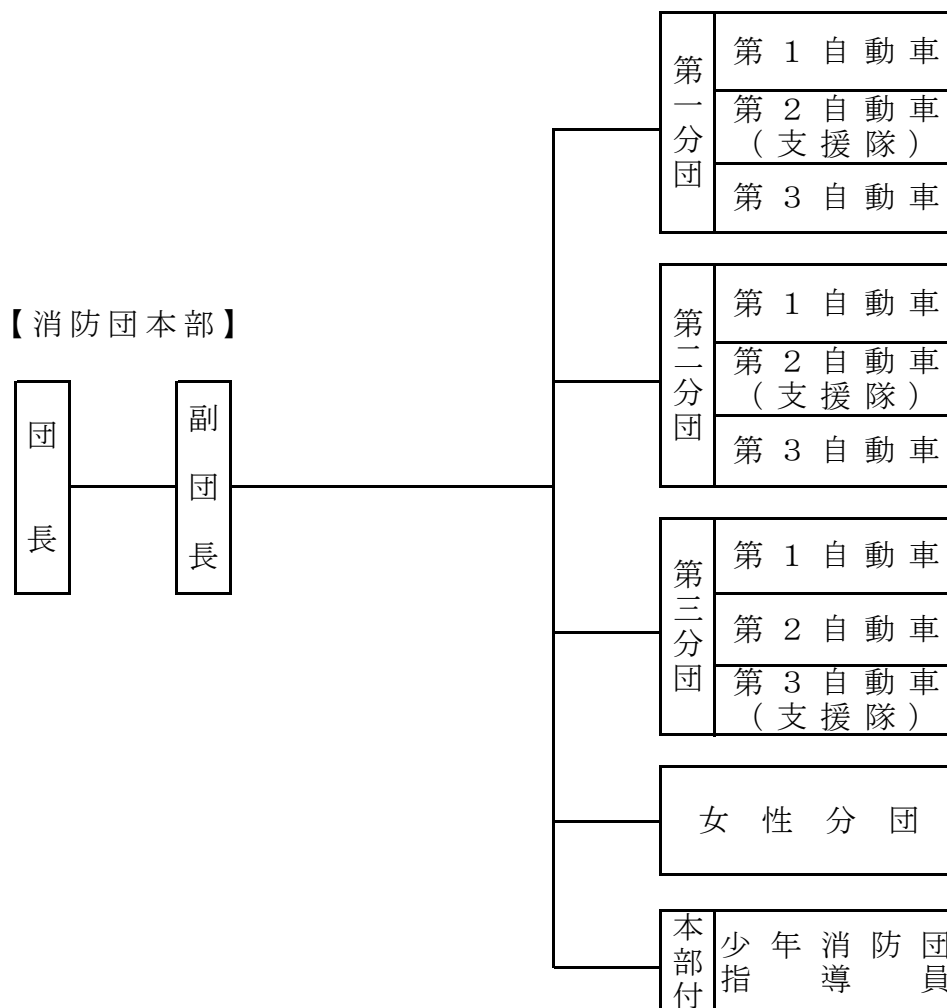 【消防団本部】
団長
副団長
第一分団
第１自動車
第２自動車
（支援隊）
第３自動車
第二分団
第１自動車
第２自動車
（支援隊）
第３自動車
第三分団
第１自動車
第２自動車
第３自動車
（支援隊）
女性分団
本部付
少年消防団
指導員